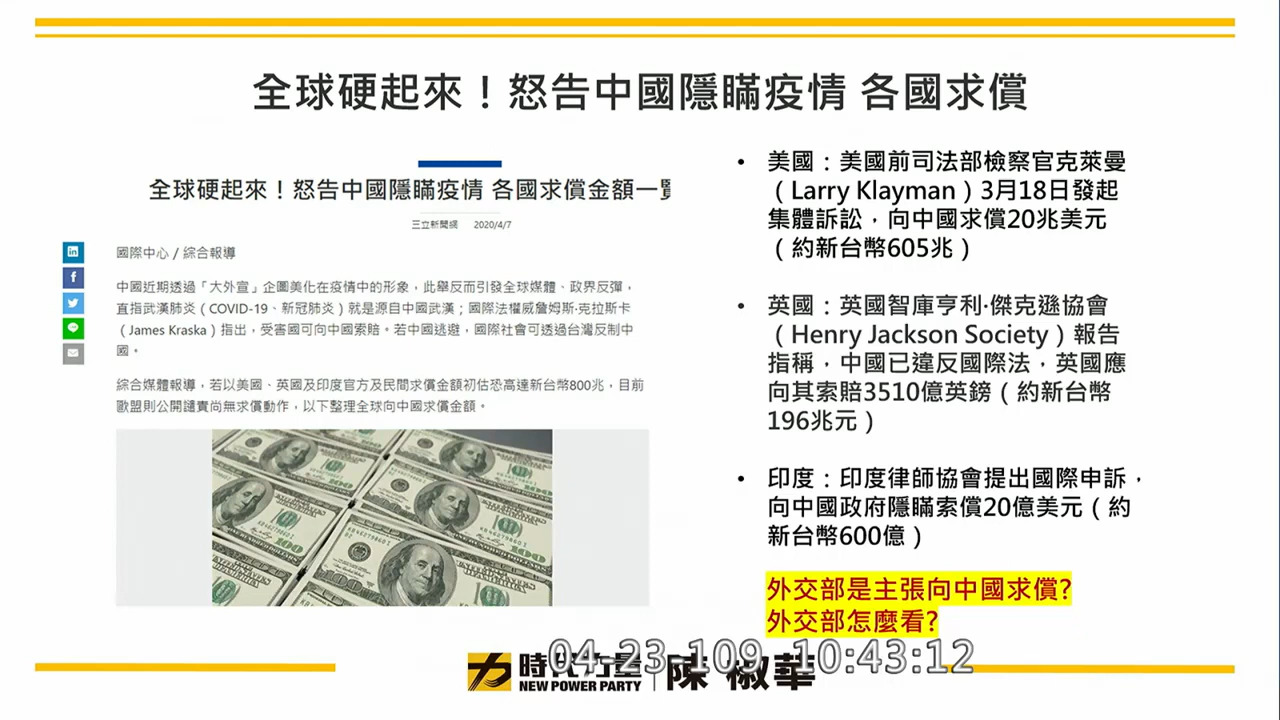 全球硬起來！怒告中國隱瞞疫情 各國求償
全球硬起來！怒告中國隱瞞疫情 各國求償金額一
三立新聞網 2020/4/7
國際中心 / 綜合報導
中國近期透過「大外宣」企圖美化在疫情中的形象，此舉反而引發全球媒體、政界反彈，
直指武漢肺炎（COVID-19、新冠肺炎）就是源自中國武漢；國際法權威詹姆斯·克拉斯卡
（James Kraska）指出，受害國可向中國索賠。若中國逃避，國際社會可透過台灣反制中
國。
綜合媒體報導，若以美國、英國及印度官方及民間求償金額初估恐高達新台幣800兆，目前
歐盟則公開譴責尚無求償動作，以下整理全球向中國求償金額。
• 美國：美國前司法部檢察官克萊曼
（Larry Klayman）3月18日發起
集體訴訟，向中國求償20兆美元
（約新台幣605兆）
• 英國：英國智庫亨利·傑克遜協會
（Henry Jackson Society）報告
指稱，中國已違反國際法，英國應
向其索賠3510億英鎊（約新台幣
196兆元）
• 印度：印度律師協會提出國際申訴，
向中國政府隱瞞索償20億美元（約
新台幣600億）
外交部是主張向中國求償?
外交部怎麼看?
時代力量
NEW POWER PARTY
陳椒華
04 23 109 10:43:12